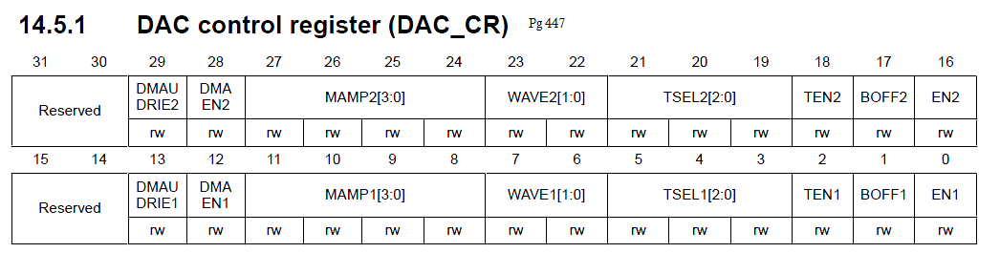 14.5.1 DAC control register (DAC_CR) Pg 447
31 30 29 28 27 26 25 24 23 22 21 20 19 18 17 16
Reserved DMAU DRIE2 DMA EN2 MAMP2[3:0] WAVE2[1:0] TSEL2[2:0] TEN2 BOFF2 EN2
rw rw rw rw rw rw rw rw rw rw rw rw rw rw
15 14 13 12 11 10 9 8 7 6 5 4 3 2 1 0
Reserved DMAU DRIE1 DMA EN1 MAMP1[3:0] WAVE1[1:0] TSEL1[2:0] TEN1 BOFF1 EN1
rw rw rw rw rw rw rw rw rw rw rw rw rw rw